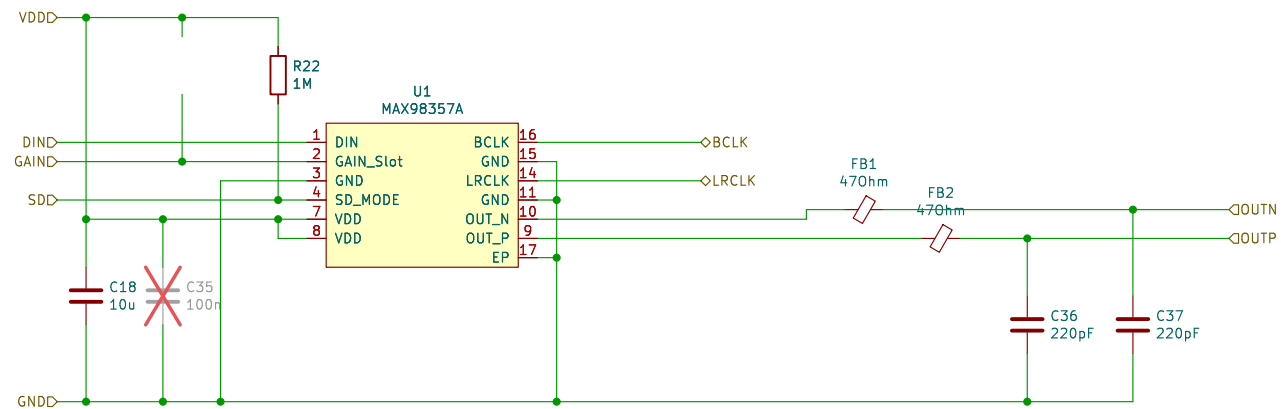 VDD
R22
1M
U1
MAX98357A
DIN
1
DIN
BCLK
16
BCLK
GAIN
2
GAIN_Slot
GND
15
3
GND
LRCLK
14
LRCLK
SD
4
SD_MODE
GND
11
7
VDD
OUT_N
10
8
VDD
OUT_P
9
EP
17
FB1
47Ohm
FB2
47Ohm
OUTN
OUTP
C18
10u
C35
100n
C36
220pF
C37
220pF
GND